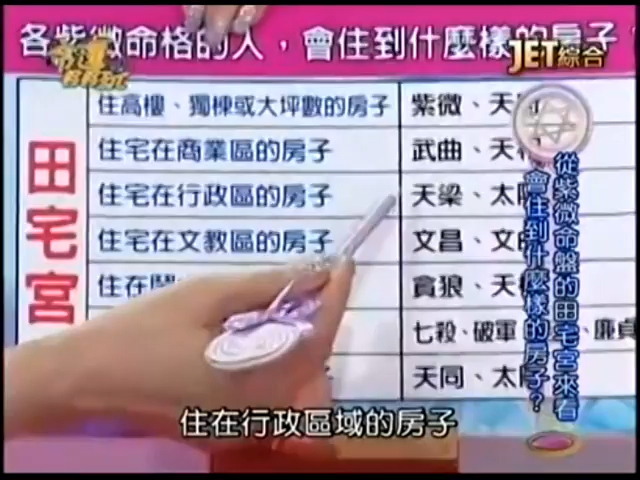 各紫微命格的人，會住到什麼樣的房子
JET綜合
田宅宮
住高樓、獨棟或大坪數的房子
紫微、天
住宅在商業區的房子
武曲、天
住宅在行政區的房子
天梁、太
住宅在文教區的房子
文昌、文
住在
貪狼、天
七殺、破軍
廉貞
天同、太
從紫微命盤的田宅宮來看
會住到什麼樣的房子？
住在行政區域的房子